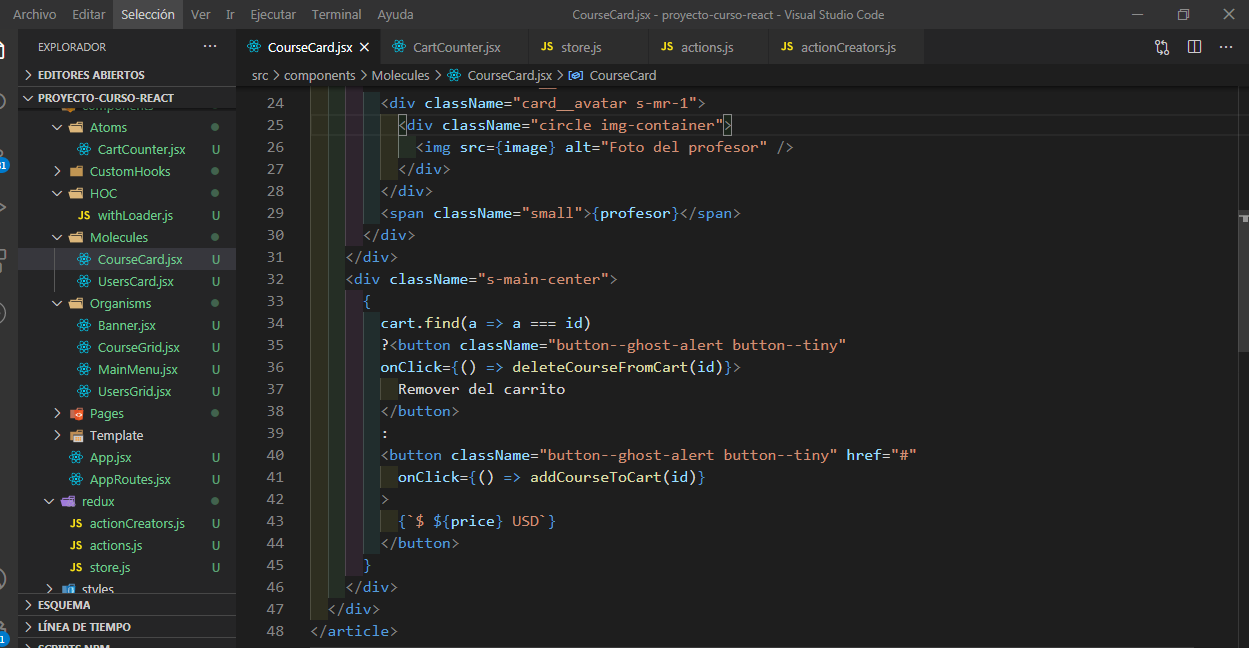 Archivo Editar Selección Ver Ir Ejecutar Terminal Ayuda CourseCard.jsx - proyecto-curso-react - Visual Studio Code
EXPLORADOR ···
EDITORES ABIERTOS
PROYECTO-CURSO-REACT
components
Atoms
CartCounter.jsx U
CustomHooks
HOC
JS withLoader.js U
Molecules
CourseCard.jsx U
UsersCard.jsx U
Organisms
Banner.jsx U
CourseGrid.jsx U
MainMenu.jsx U
UsersGrid.jsx U
Pages
Template
App.jsx U
AppRoutes.jsx U
redux
JS actionCreators.js U
JS actions.js U
JS store.js U
styles
ESQUEMA
LÍNEA DE TIEMPO
SCRIPTS NPM
CourseCard.jsx CartCounter.jsx JS store.js JS actions.js JS actionCreators.js
src > components > Molecules > CourseCard.jsx > CourseCard
24 <div className="card__avatar s-mr-1">
25 <div className="circle img-container">
26 <img src={image} alt="Foto del profesor" />
27 </div>
28 </div>
29 <span className="small">{profesor}</span>
30 </div>
31 </div>
32 <div className="s-main-center">
33 {
34 cart.find(a => a === id)
35 ?<button className="button--ghost-alert button--tiny"
36 onClick={() => deleteCourseFromCart(id)}>
37 Remover del carrito
38 </button>
39 :
40 <button className="button--ghost-alert button--tiny" href="#"
41 onClick={() => addCourseToCart(id)}
42 >
43 {`$ ${price} USD`}
44 </button>
45 }
46 </div>
47 </div>
48 </article>